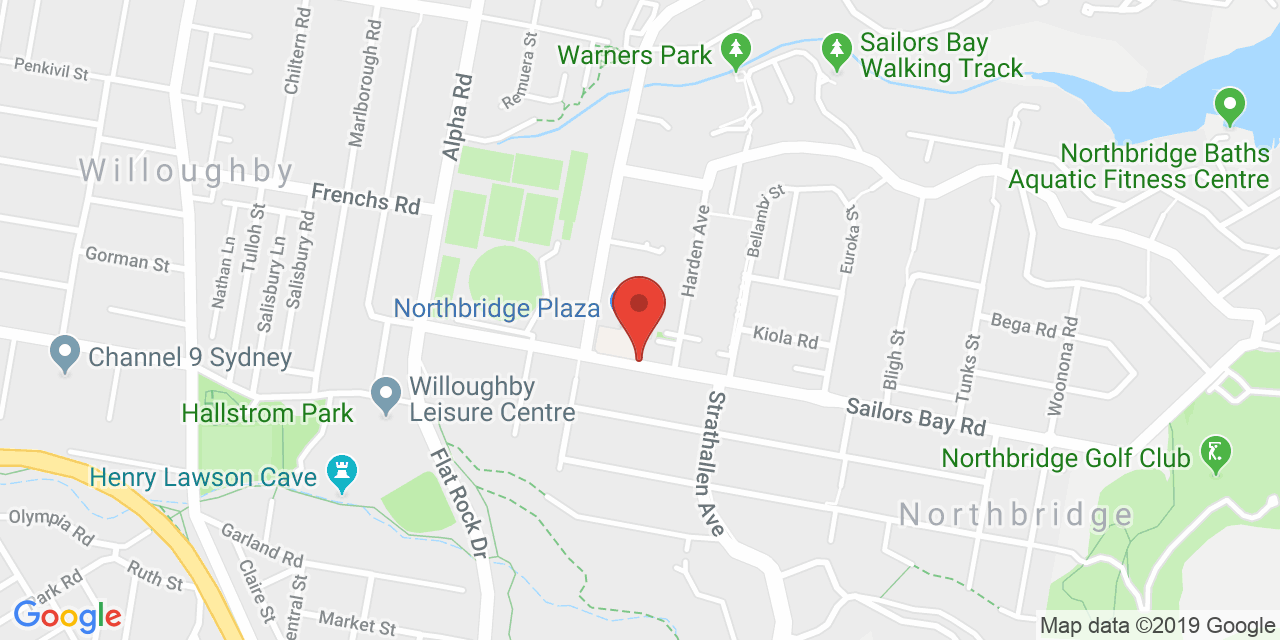 Warners Park
Sailors Bay
Walking Track
Penkivil St
Chiltern Rd
Marlborough Rd
Alpha Rd
Remuera St
Northbridge Baths
Aquatic Fitness Centre
Willoughby
Frenchs Rd
Bellambi St
Harden Ave
Euroka St
Nathan Ln
Tulloh St
Salisbury Ln
Salisbury Rd
Gorman St
Northbridge Plaza
Kiola Rd
Bega Rd
Channel 9 Sydney
Bligh St
Tunks St
Woonona Rd
Willoughby
Leisure Centre
Hallstrom Park
Sailors Bay Rd
Strathallen Ave
Northbridge Golf Club
Henry Lawson Cave
Flat Rock Dr
Northbridge
Olympia Rd
Garland Rd
Ruth St
Claire St
Central St
Park Rd
Market St
Google
Map data ©2019 Google